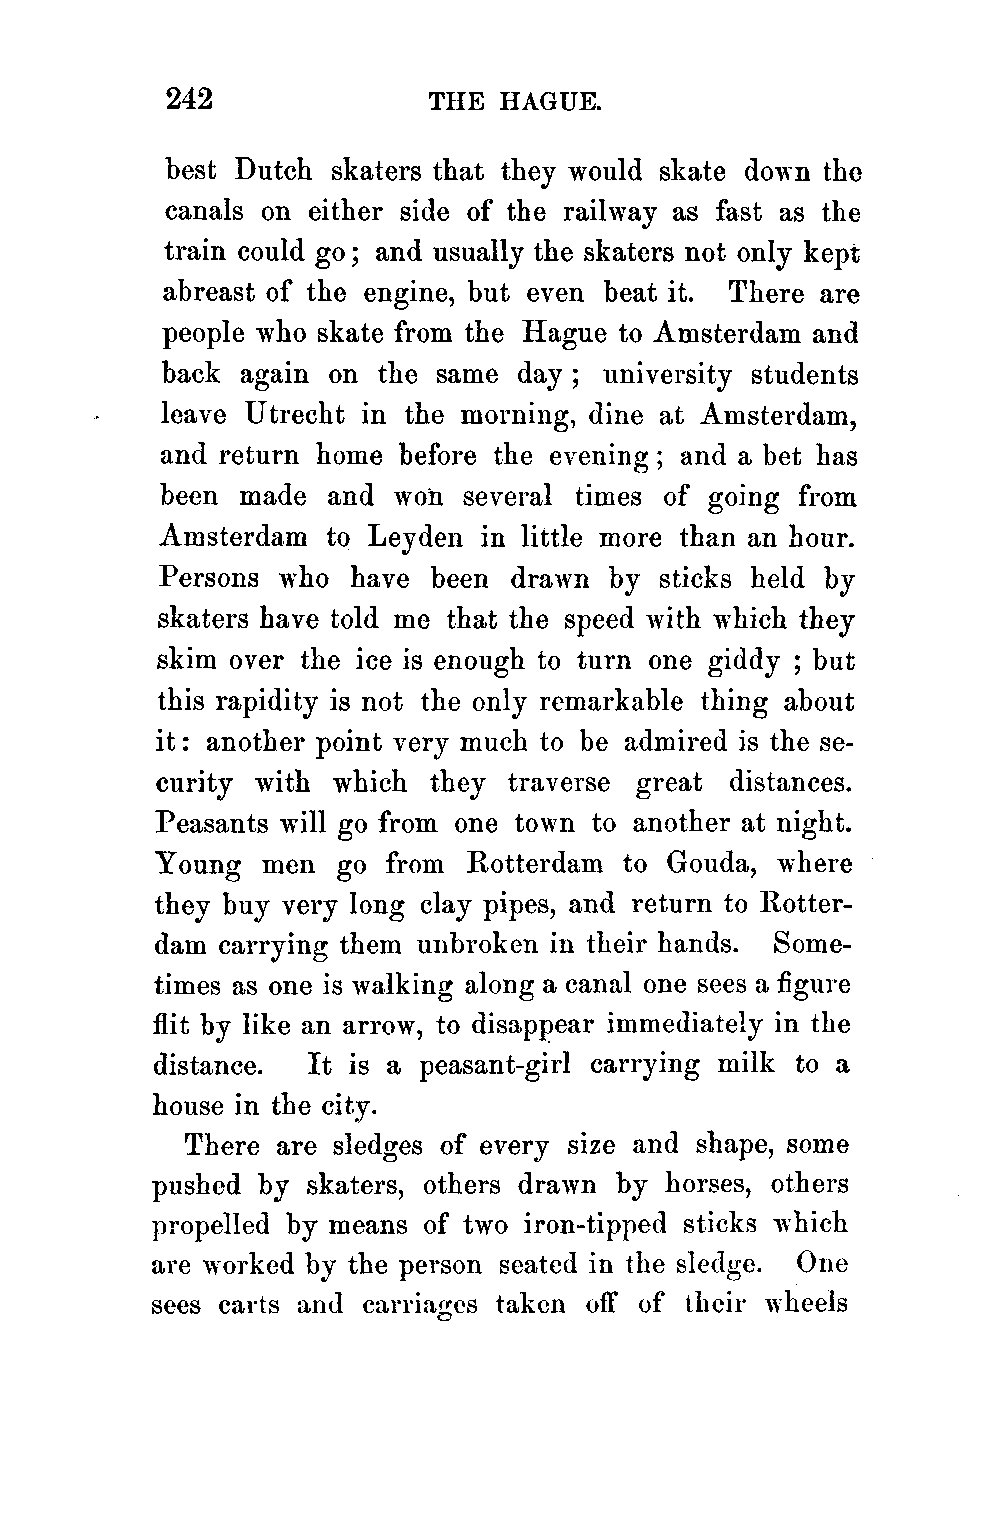 242 THE HAGUE.
best Dutch skaters that they would skate down the
canals on either side of the railway as fast as the
train could go; and usually the skaters not only kept
abreast of the engine, but even beat it. There are
people who skate from the Hague to Amsterdam and
back again on the same day; university students
leave Utrecht in the morning, dine at Amsterdam,
and return home before the evening; and a bet has
been made and won several times of going from
Amsterdam to Leyden in little more than an hour.
Persons who have been drawn by sticks held by
skaters have told me that the speed with which they
skim over the ice is enough to turn one giddy; but
this rapidity is not the only remarkable thing about
it: another point very much to be admired is the se-
curity with which they traverse great distances.
Peasants will go from one town to another at night.
Young men go from Rotterdam to Gouda, where
they buy very long clay pipes, and return to Rotter-
dam carrying them unbroken in their hands. Some-
times as one is walking along a canal one sees a figure
flit by like an arrow, to disappear immediately in the
distance. It is a peasant-girl carrying milk to a
house in the city.
There are sledges of every size and shape, some
pushed by skaters, others drawn by horses, others
propelled by means of two iron-tipped sticks which
are worked by the person seated in the sledge. One
sees carts and carriages taken off of their wheels